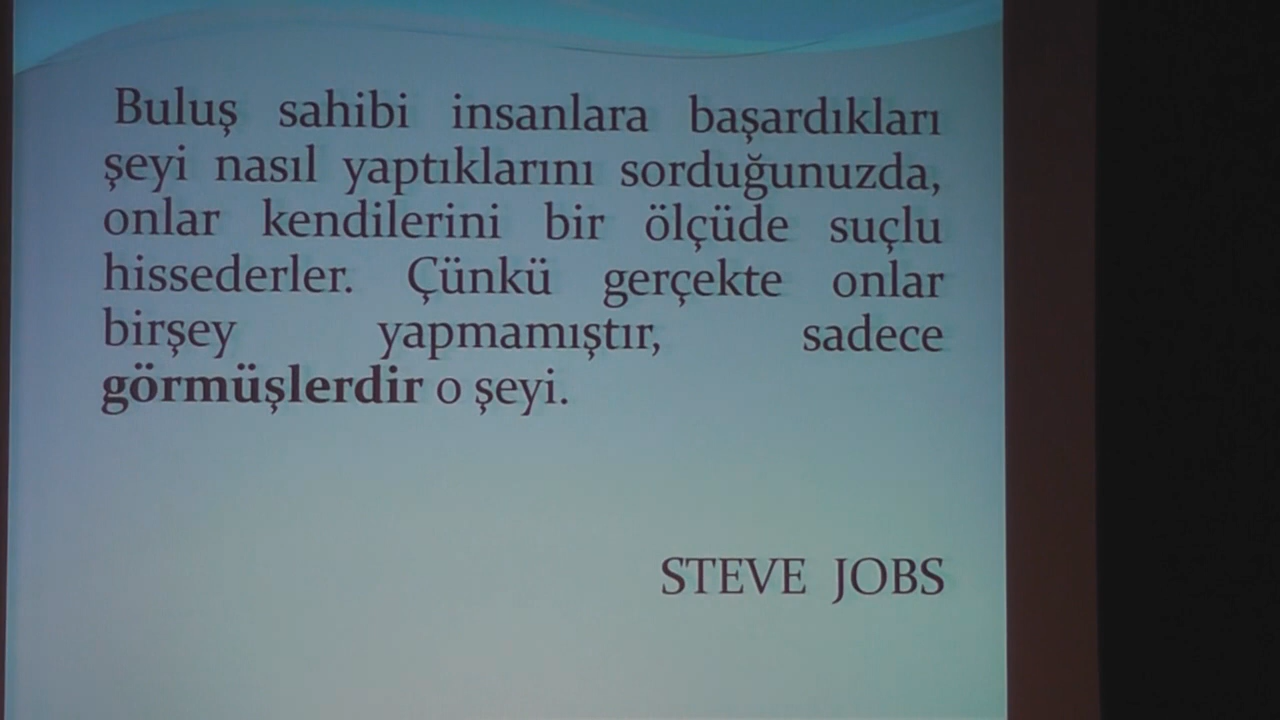 Buluş sahibi insanlara başardıkları
şeyi nasıl yaptıklarını sorduğunuzda,
onlar kendilerini bir ölçüde suçlu
hissederler. Çünkü gerçekte onlar
birşey yapmamıştır, sadece
görmüşlerdir o şeyi.
STEVE JOBS